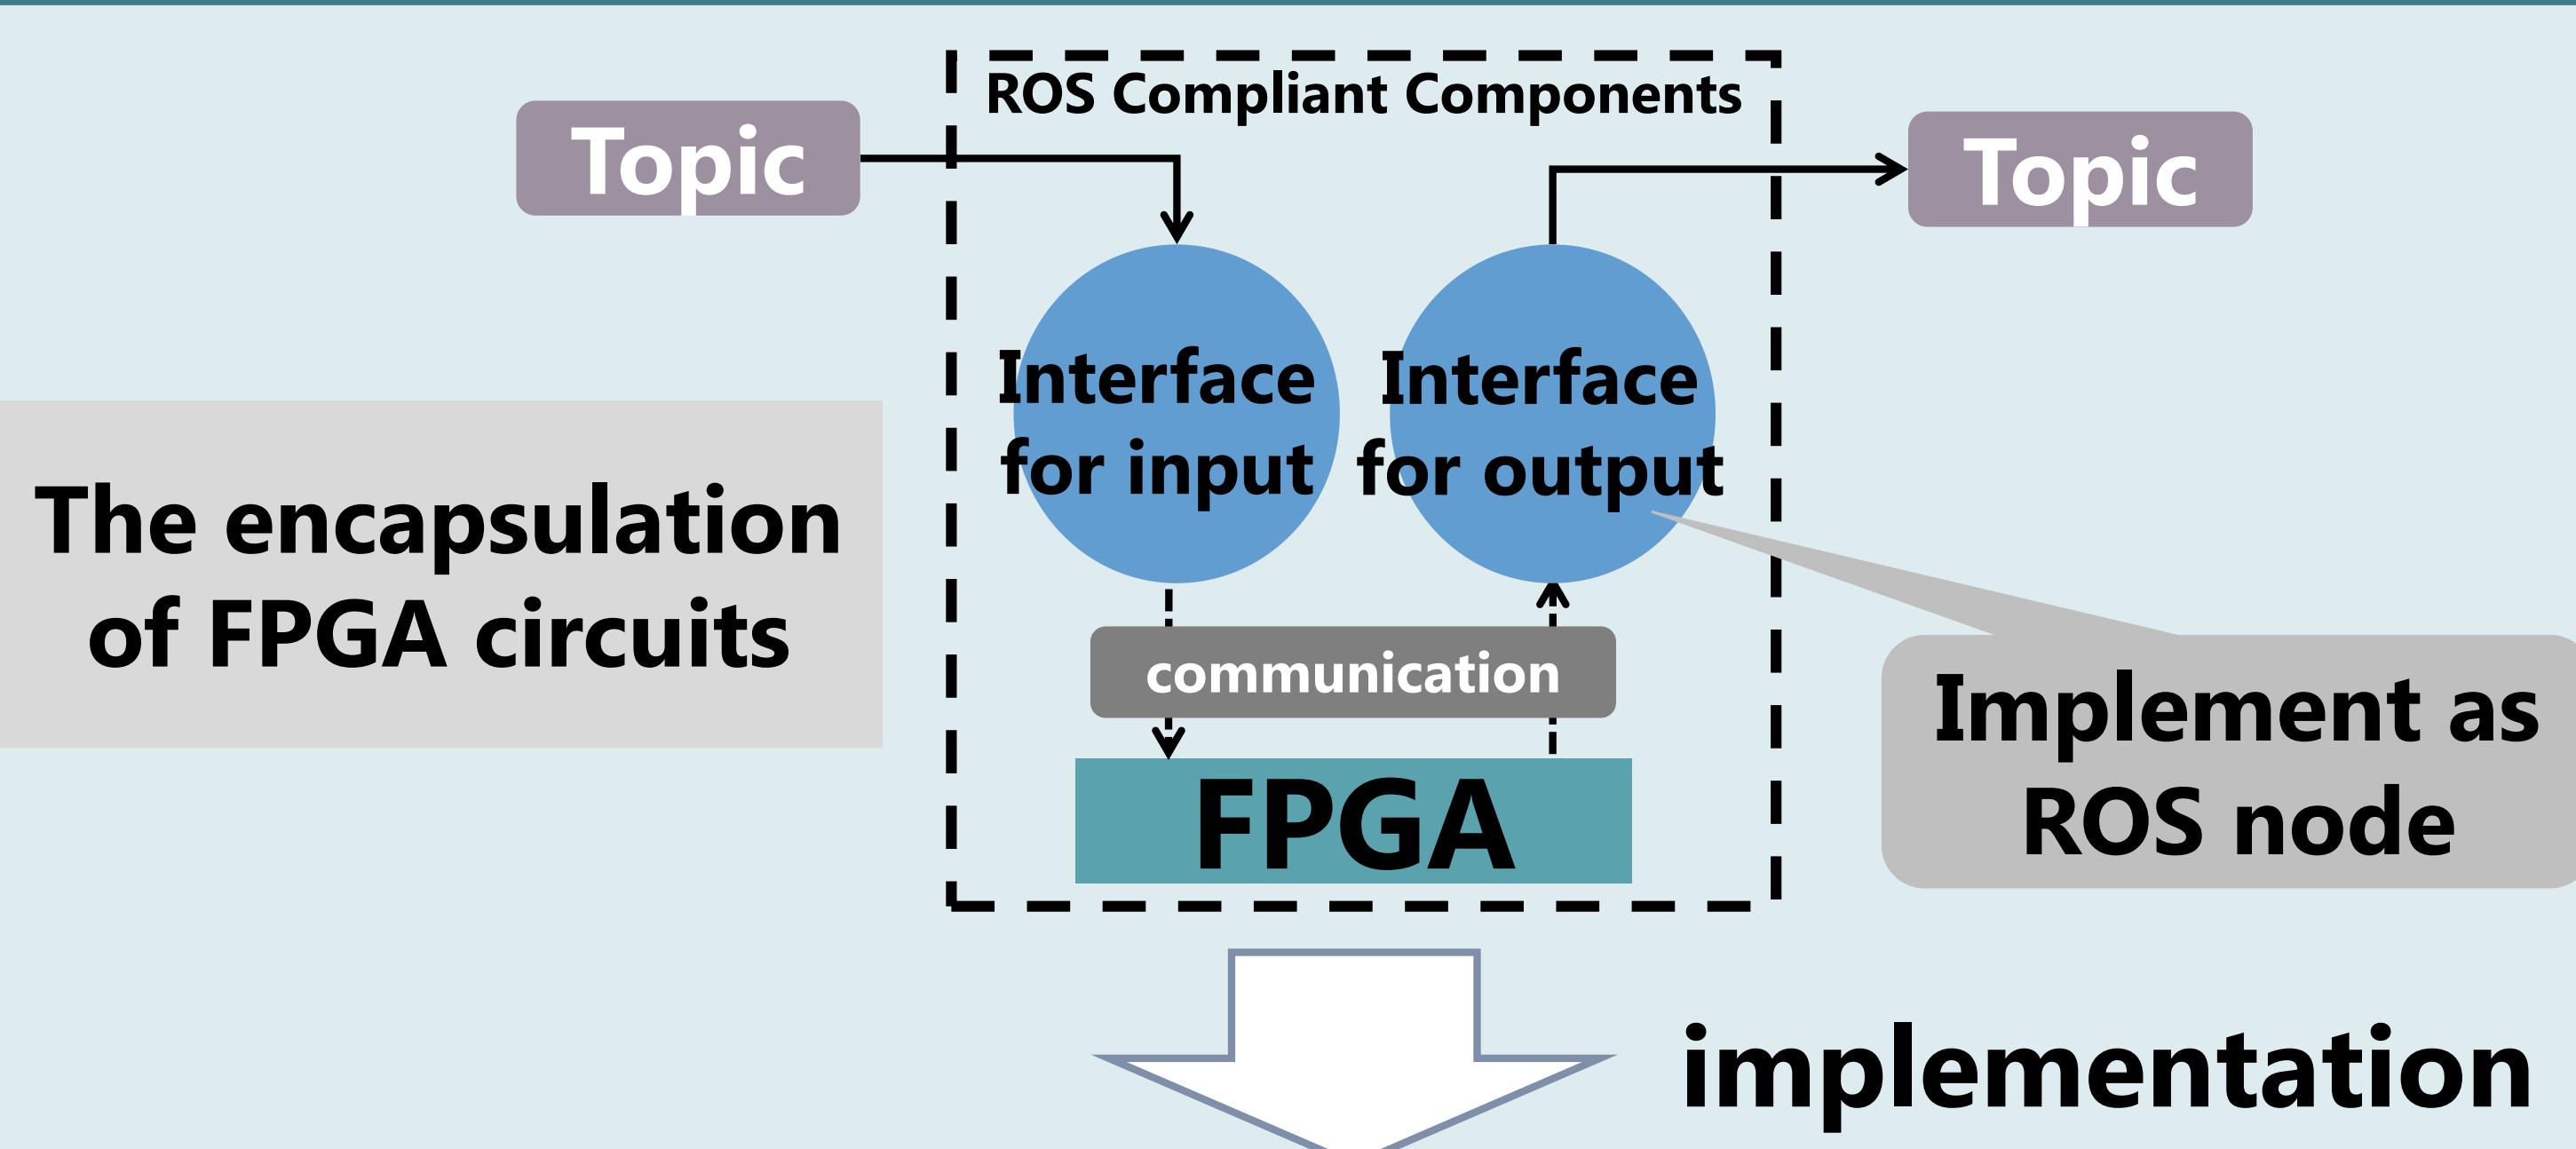 ROS Compliant Components
Topic
Topic
Interface
for input
Interface
for output
The encapsulation
of FPGA circuits
communication
Implement as
ROS node
FPGA
implementation